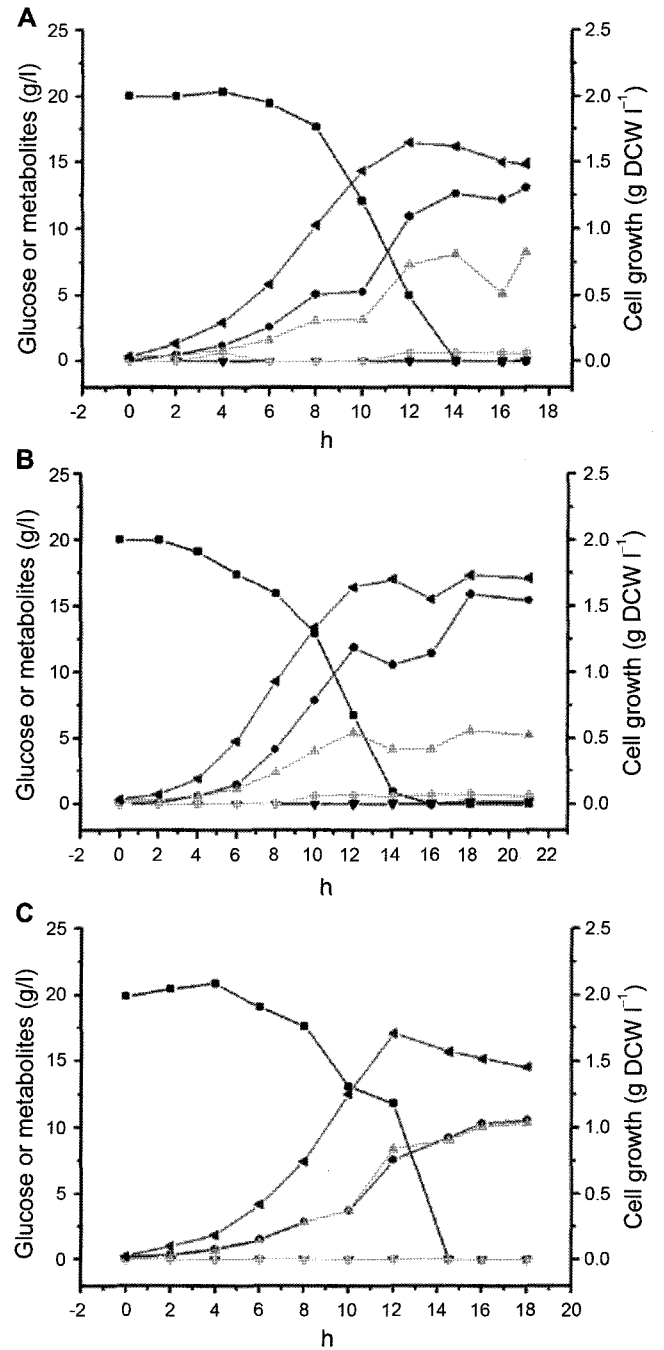 A
Glucose or metabolites (g/l)
25
20
15
10
5
0
2.5
2.0
1.5
1.0
0.5
0.0
Cell growth (g DCW l⁻¹)
-2 0 2 4 6 8 10 12 14 16 18
h
B
Glucose or metabolites (g/l)
25
20
15
10
5
0
2.5
2.0
1.5
1.0
0.5
0.0
Cell growth (g DCW l⁻¹)
-2 0 2 4 6 8 10 12 14 16 18 20 22
h
C
Glucose or metabolites (g/l)
25
20
15
10
5
0
2.5
2.0
1.5
1.0
0.5
0.0
Cell growth (g DCW l⁻¹)
-2 0 2 4 6 8 10 12 14 16 18 20
h